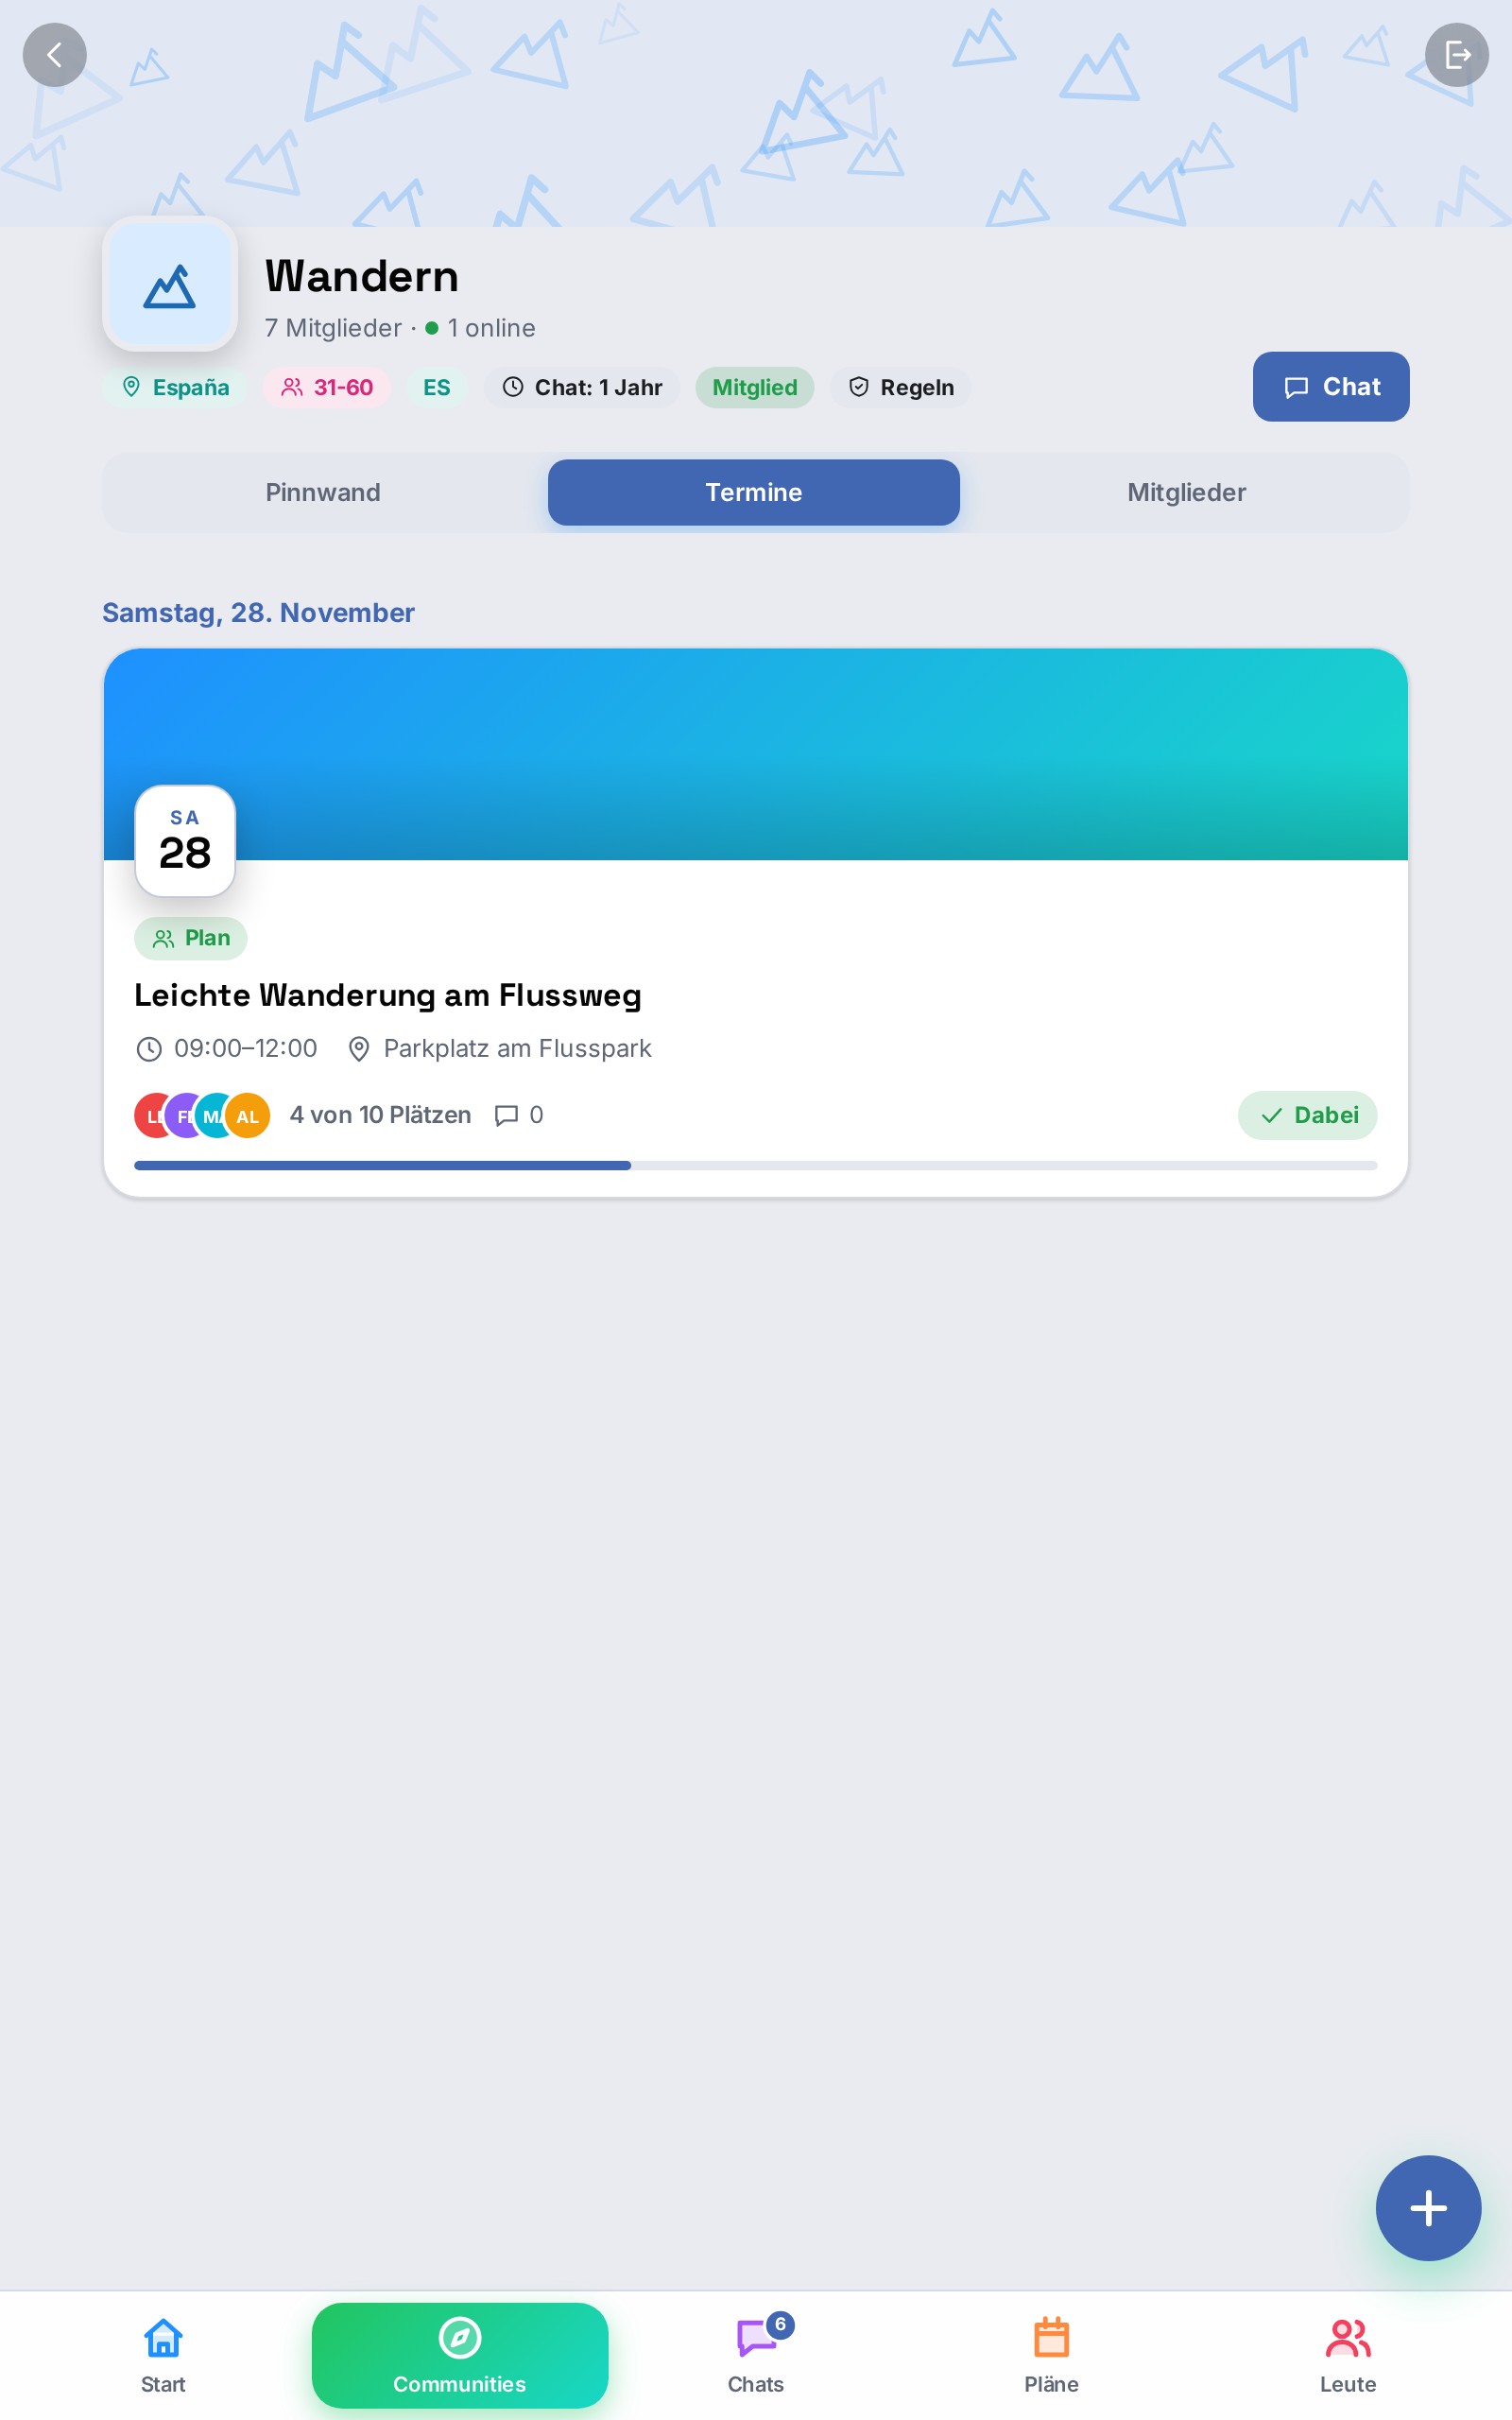 Wandern
7 Mitglieder · 1 online
España 31-60 ES Chat: 1 Jahr Mitglied Regeln Chat
Pinnwand Termine Mitglieder
Samstag, 28. November
SA
28
Plan
Leichte Wanderung am Flussweg
09:00–12:00 Parkplatz am Flusspark
AL 4 von 10 Plätzen 0 Dabei
6
Start Communities Chats Pläne Leute